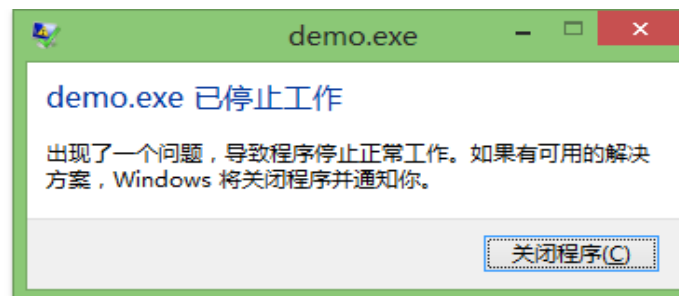 demo.exe
demo.exe 已停止工作
出现了一个问题，导致程序停止正常工作。如果有可用的解决
方案，Windows 将关闭程序并通知你。
关闭程序(C)